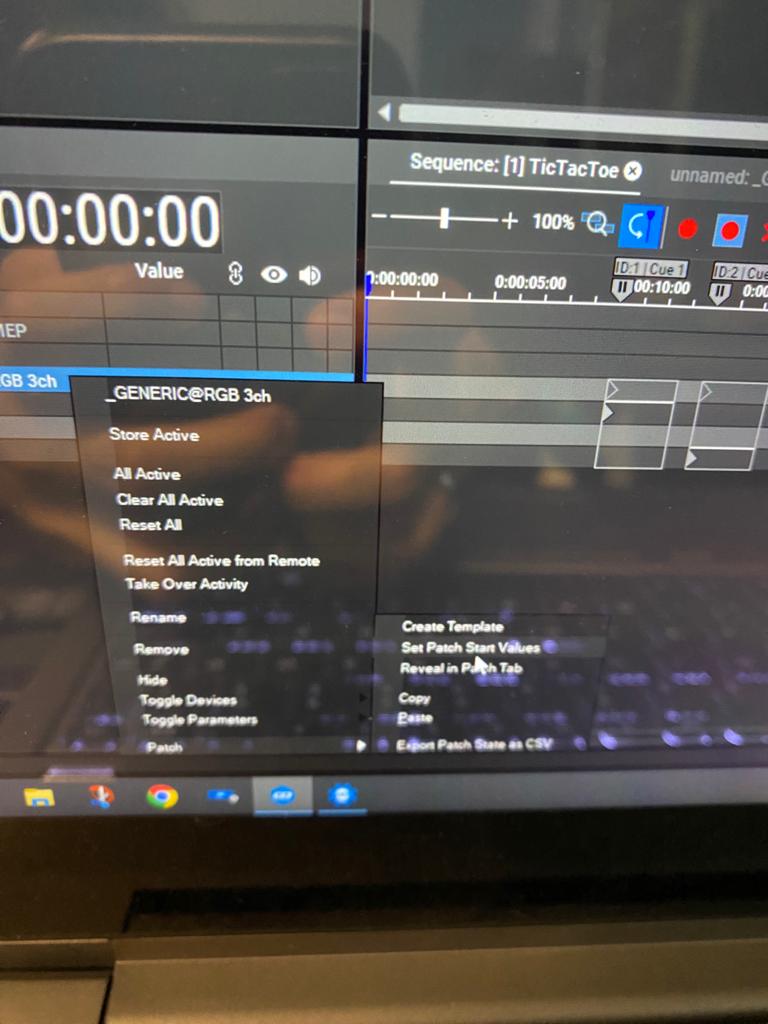 Sequence: [1] TicTacToe
unnamed: _G
00:00:00:00
100%
Value
ID:1 | Cue 1
ID:2 | Cue
0:00:00:00
0:00:05:00
00:10:00
0:00
MEP
GB 3ch
_GENERIC@RGB 3ch
Store Active
All Active
Clear All Active
Reset All
Reset All Active from Remote
Take Over Activity
Rename
Remove
Hide
Toggle Devices
Toggle Parameters
Patch
Create Template
Set Patch Start Values
Reveal in Patch Tab
Copy
Paste
Export Patch State as CSV